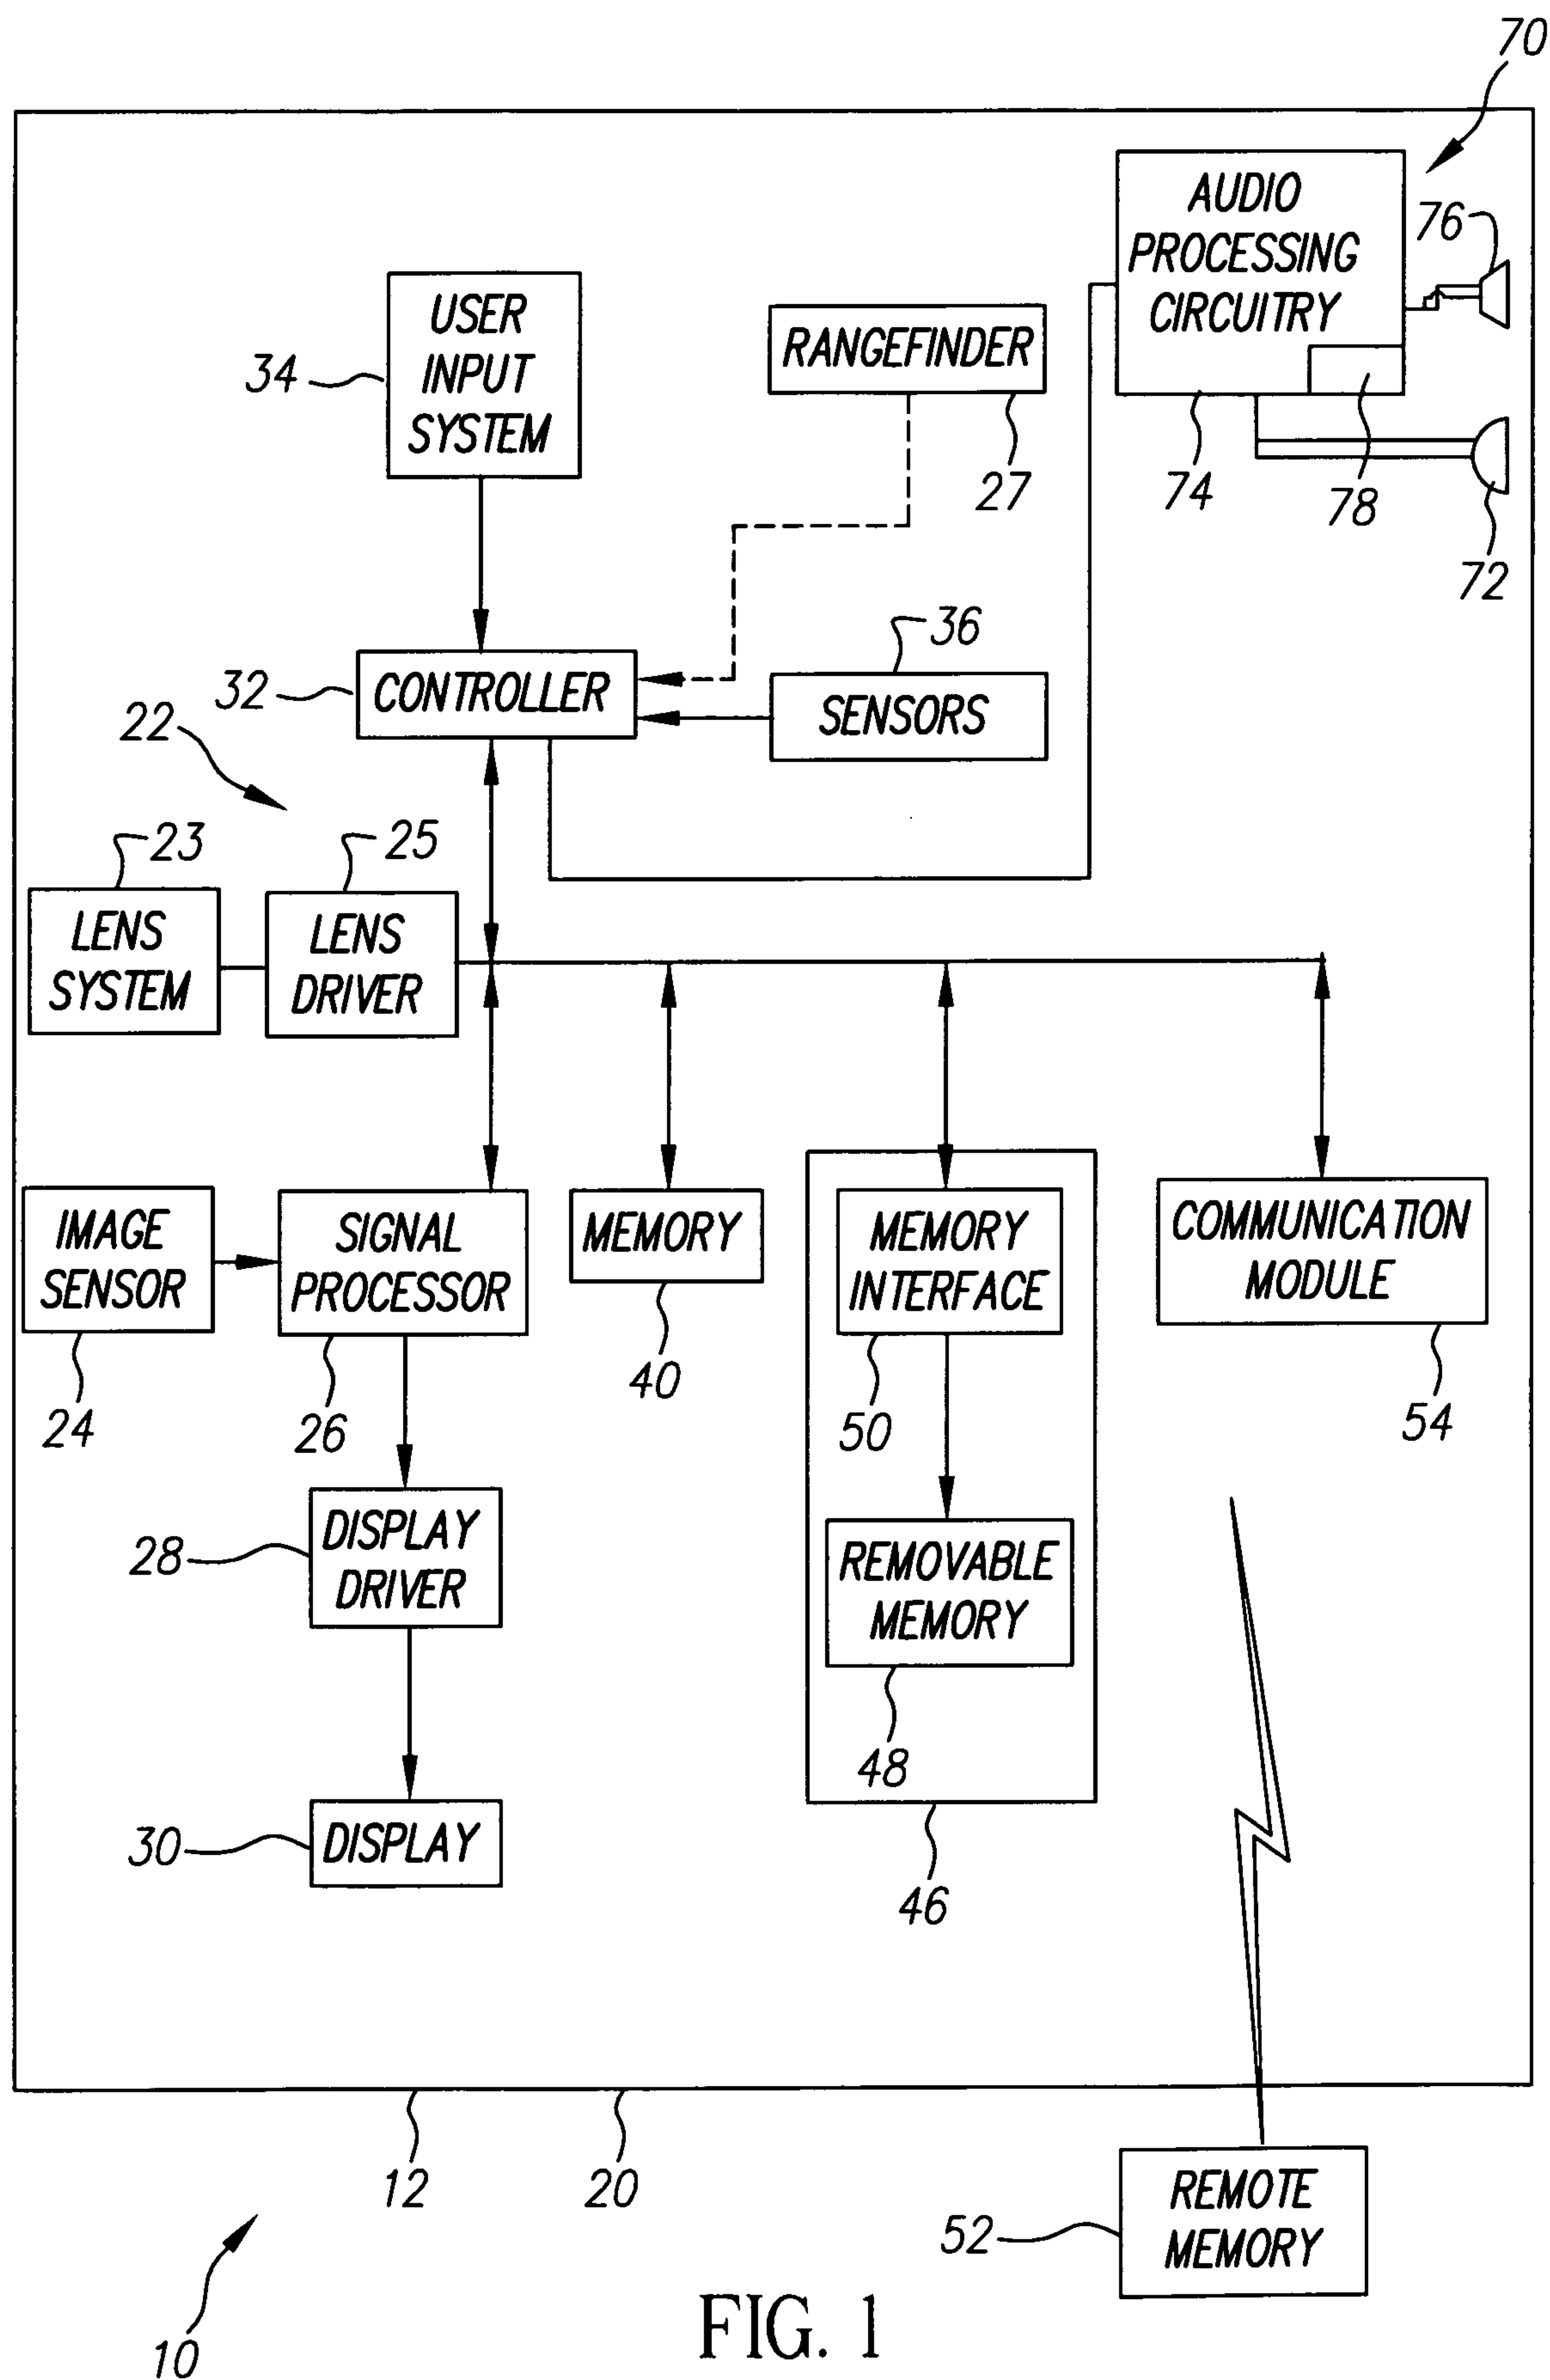 70
AUDIO
PROCESSING
CIRCUITRY
76
USER
INPUT
SYSTEM
34
RANGEFINDER
27
74
78
72
36
32
CONTROLLER
SENSORS
22
23
25
LENS
SYSTEM
LENS
DRIVER
IMAGE
SENSOR
SIGNAL
PROCESSOR
MEMORY
MEMORY
INTERFACE
COMMUNICATION
MODULE
24
26
40
50
54
DISPLAY
DRIVER
28
REMOVABLE
MEMORY
48
30
DISPLAY
46
12
20
REMOTE
MEMORY
52
10
FIG. 1